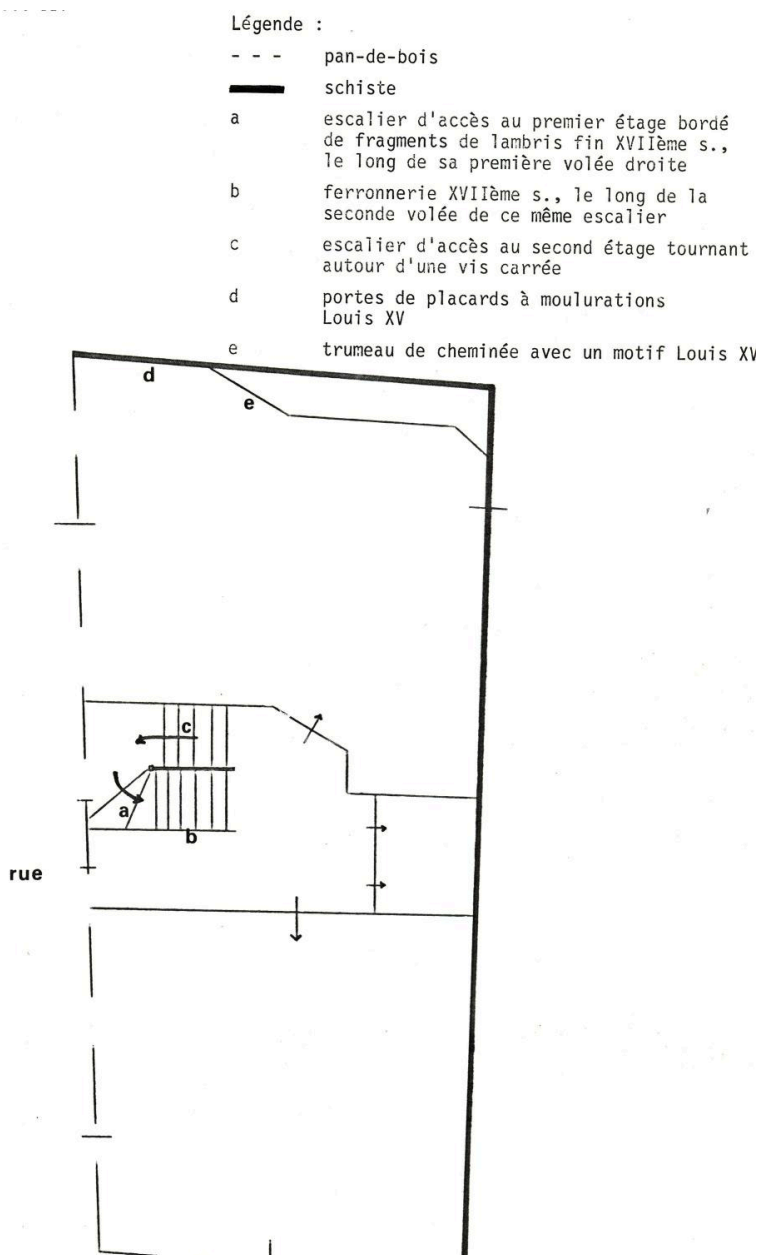 Légende :
- - - pan-de-bois
schiste
a escalier d'accès au premier étage bordé
de fragments de lambris fin XVIIème s.,
le long de sa première volée droite
b ferronnerie XVIIème s., le long de la
seconde volée de ce même escalier
c escalier d'accès au second étage tournant
autour d'une vis carrée
d portes de placards à moulurations
Louis XV
e trumeau de cheminée avec un motif Louis XV
d
e
c
a
b
rue